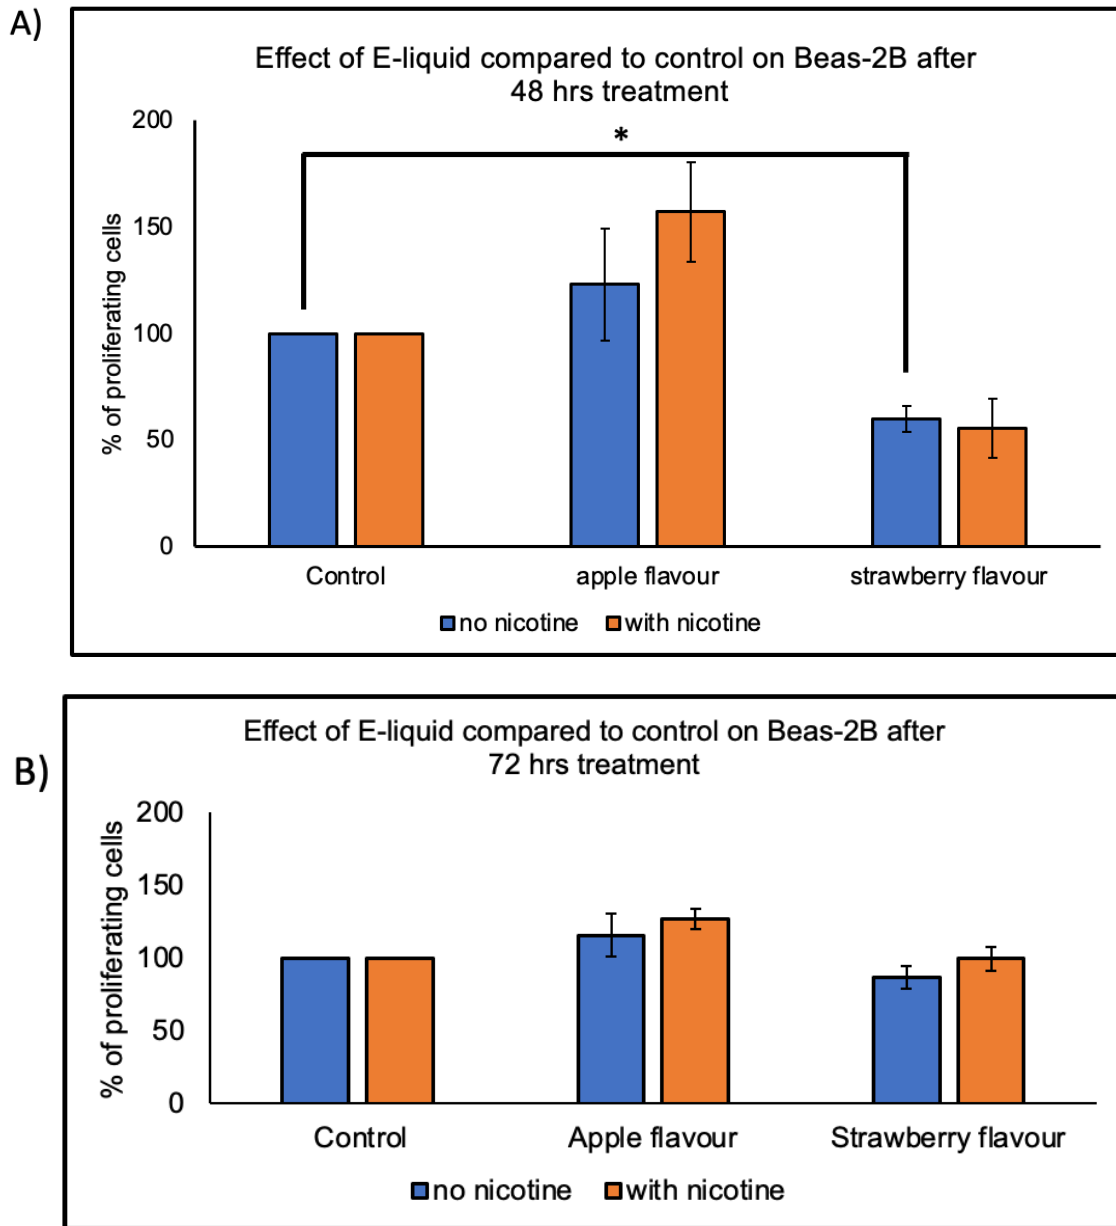 A)
Effect of E-liquid compared to control on Beas-2B after
48 hrs treatment
*
% of proliferating cells
200
150
100
50
0
Control apple flavour strawberry flavour
no nicotine with nicotine
B)
Effect of E-liquid compared to control on Beas-2B after
72 hrs treatment
% of proliferating cells
200
150
100
50
0
Control Apple flavour Strawberry flavour
no nicotine with nicotine